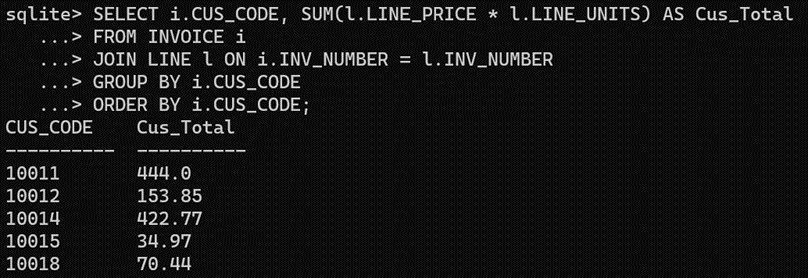 sqlite> SELECT i.CUS_CODE, SUM(l.LINE_PRICE * l.LINE_UNITS) AS Cus_Total
   ...> FROM INVOICE i
   ...> JOIN LINE l ON i.INV_NUMBER = l.INV_NUMBER
   ...> GROUP BY i.CUS_CODE
   ...> ORDER BY i.CUS_CODE;
CUS_CODE    Cus_Total
----------  ----------
10011       444.0
10012       153.85
10014       422.77
10015       34.97
10018       70.44